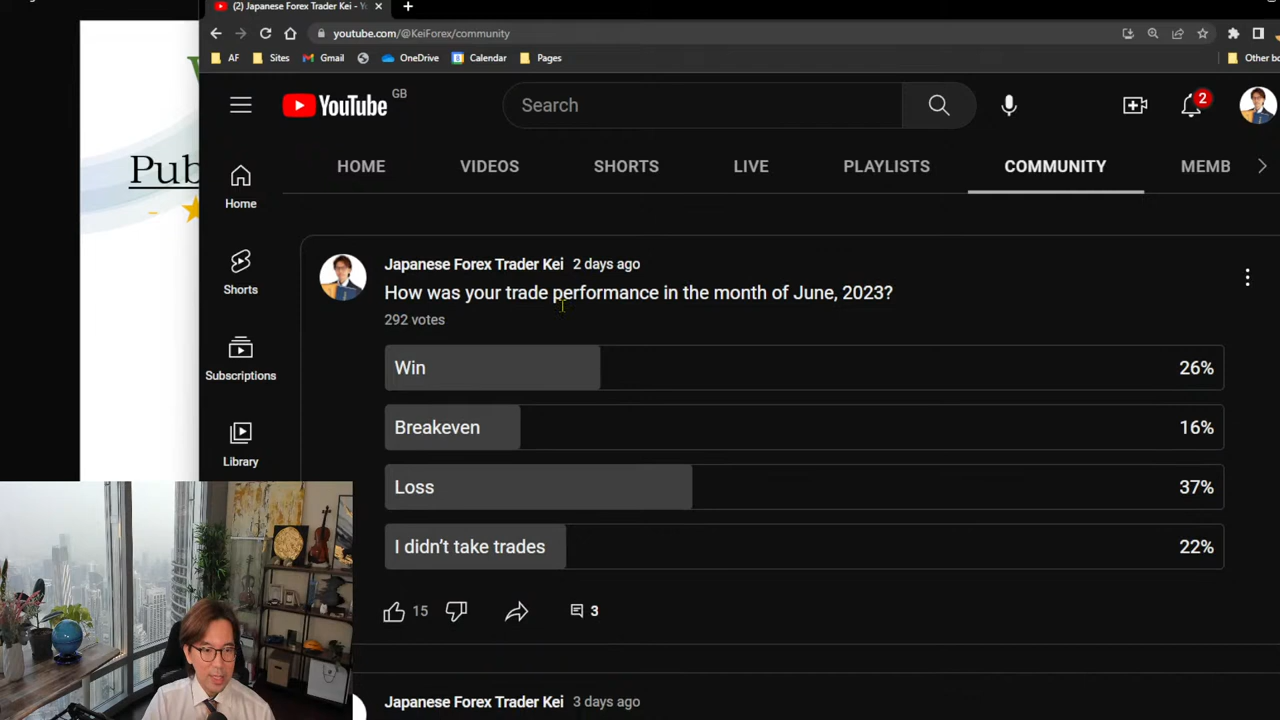 (2) Japanese Forex Trader Kei - Yo
youtube.com/@KeiForex/community
AF
Sites
Gmail
OneDrive
Calendar
Pages
Other bo
YouTube GB
Search
2
Pub
HOME
VIDEOS
SHORTS
LIVE
PLAYLISTS
COMMUNITY
MEMB
Home
Shorts
Subscriptions
Library
Japanese Forex Trader Kei 2 days ago
How was your trade performance in the month of June, 2023?
292 votes
Win 26%
Breakeven 16%
Loss 37%
I didn’t take trades 22%
15
3
Japanese Forex Trader Kei 3 days ago